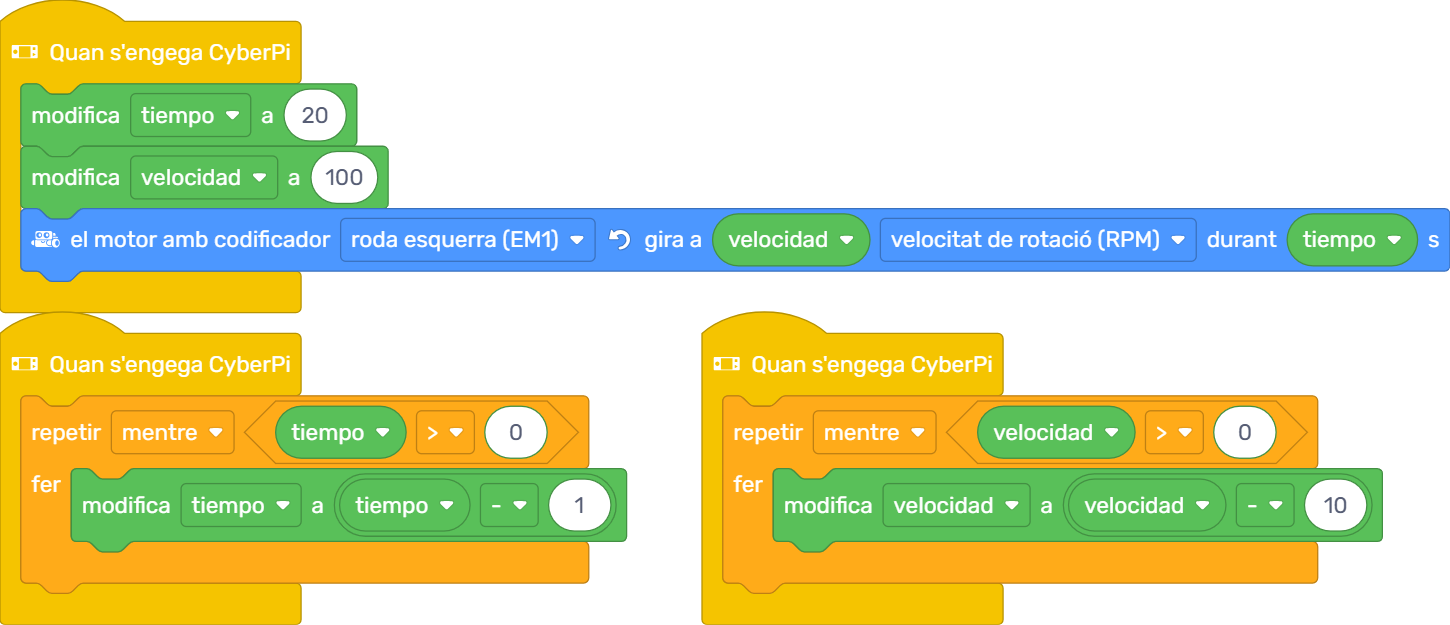 Quan s'engega CyberPi
modifica tiempo a 20
modifica velocidad a 100
el motor amb codificador roda esquerra (EM1) gira a velocidad velocitat de rotació (RPM) durant tiempo s
Quan s'engega CyberPi
repetir mentre tiempo > 0
fer modifica tiempo a tiempo - 1
Quan s'engega CyberPi
repetir mentre velocidad > 0
fer modifica velocidad a velocidad - 10